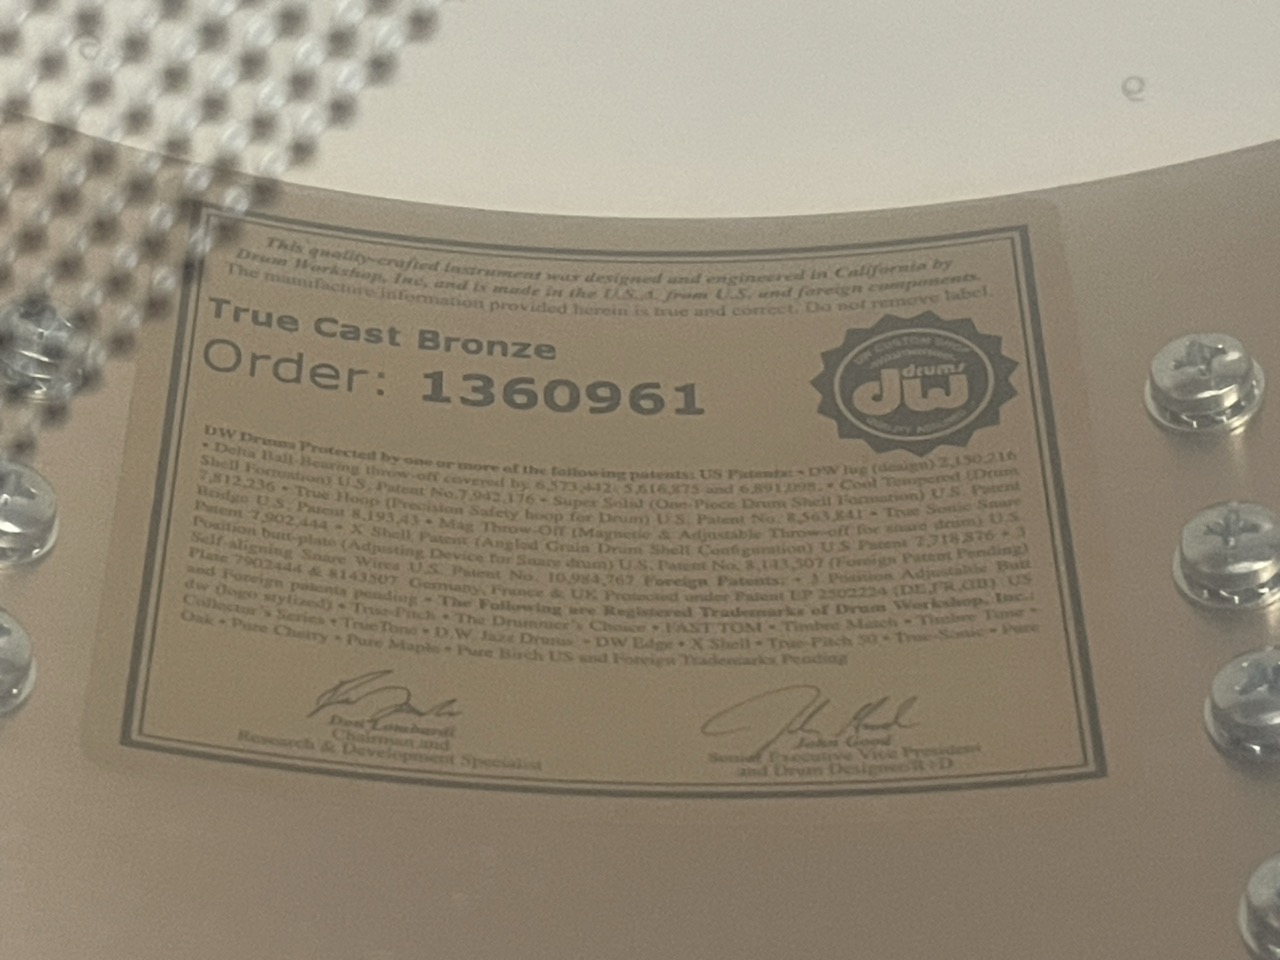 This quality-crafted instrument was designed and engineered in California by
Drum Workshop, Inc, and is made in the U.S.A. from U.S. and foreign components.
The manufacture information provided herein is true and correct. Do not remove label.
True Cast Bronze
Order: 1360961
DW CUSTOM SHOP
drums
dw
DW Drums Protected by one or more of the following patents: US Patents: • DW lug (design) 2,150,216
• Delta Ball-Bearing throw-off covered by 6,573,442; 5,616,875 and 6,891,098. • Cool Tempered (Drum
Shell Formation) U.S. Patent No.7,942,176 • Super Solid (One-Piece Drum Shell Formation) U.S. Patent
7,812,236 • True Hoop (Precision Safety hoop for Drum) U.S. Patent No. 8,563,841 • True Sonic Snare
Bridge U.S. Patent 8,193,43 • Mag Throw-Off (Magnetic & Adjustable Throw-off for snare drum) U.S.
Patent 7,902,444 • X Shell Patent (Angled Grain Drum Shell Configuration) U.S Patent 7,718,876 • 3
Position butt-plate (Adjusting Device for Snare drum) U.S. Patent No. 8,143,507 (Foreign Patent Pending)
Self-aligning Snare Wires U.S. Patent No. 10,984,767 Foreign Patents: • 3 Position Adjustable Butt
Plate 7902444 & 8143507 Germany, France & UK Protected under Patent EP 2502224 (DE,FR,GB). US
and Foreign patents pending • The Following are Registered Trademarks of Drum Workshop, Inc.:
dw (logo stylized) • True-Pitch • The Drummer's Choice • FAST TOM • Timbre Match • Timbre Tune •
Collector's Series • TrueTone • D.W. Jazz Drums • DW Edge • X Shell • True-Pitch 50 • True-Sonic • Pure
Oak • Pure Cherry • Pure Maple • Pure Birch US and Foreign Trademarks Pending
Don Lombardi
Chairman and
Research & Development Specialist
John Good
Senior Executive Vice President
and Drum Designer/R+D